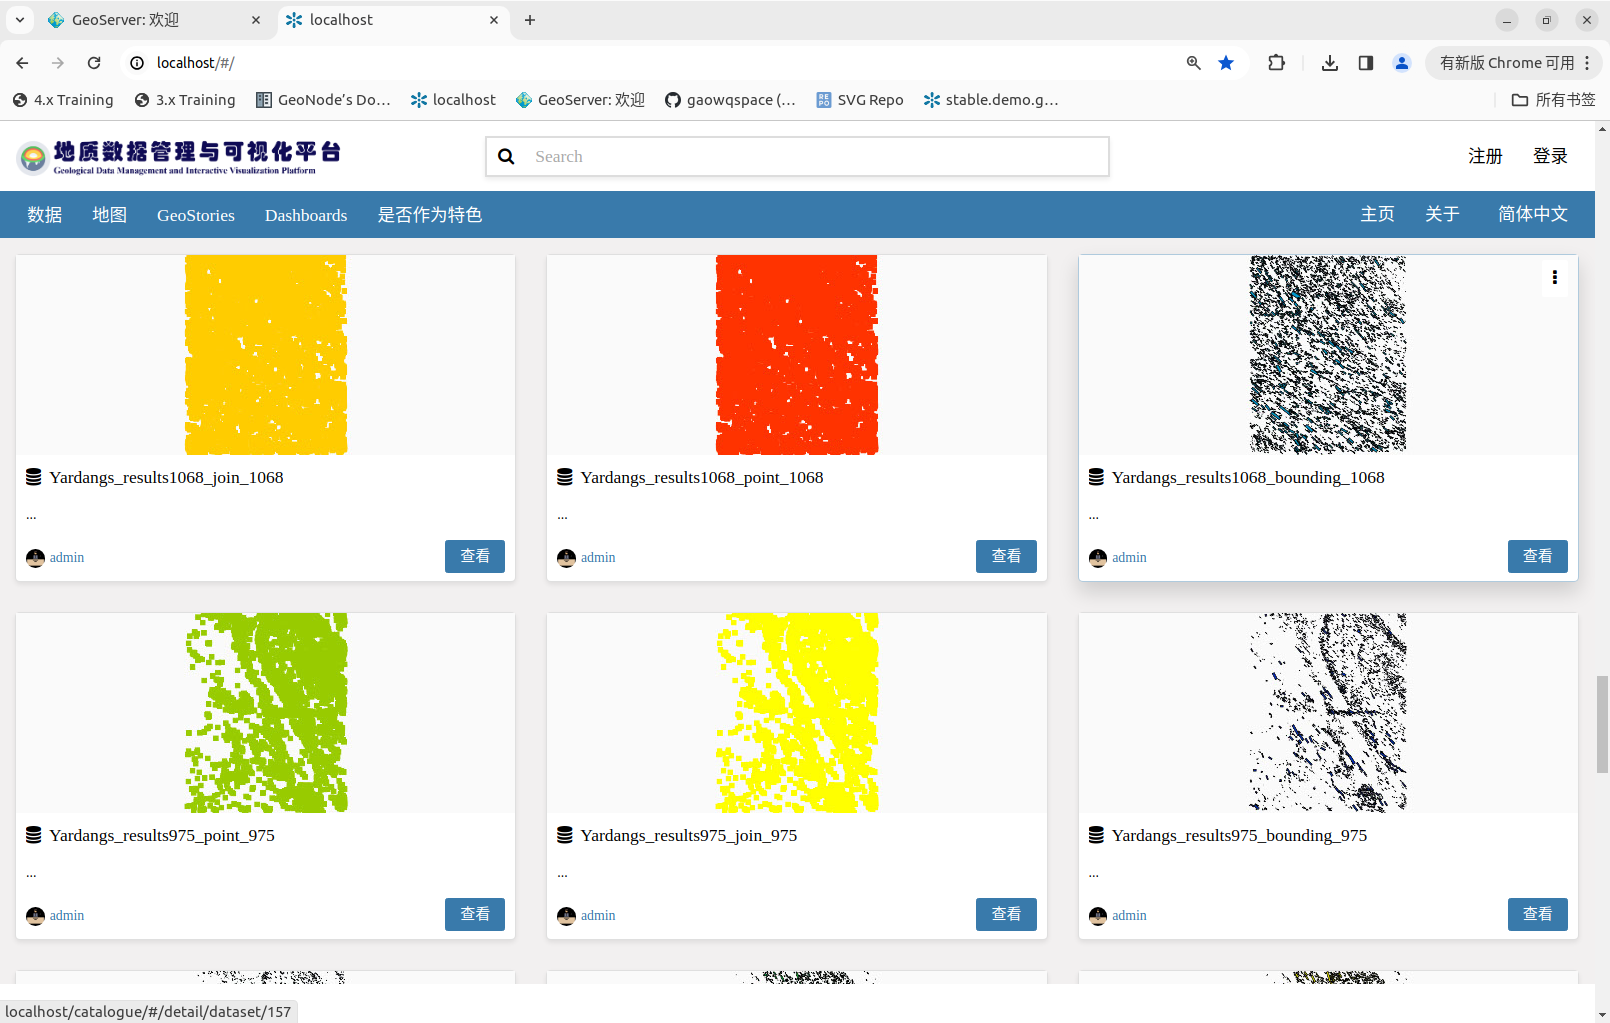 GeoServer: 欢迎
localhost
localhost/#/
有新版 Chrome 可用
4.x Training
3.x Training
GeoNode's Do...
localhost
GeoServer: 欢迎
gaowqspace (...
REPO
SVG Repo
stable.demo.g...
所有书签
地质数据管理与可视化平台
Geological Data Management and Interactive Visualization Platform
Search
注册
登录
数据
地图
GeoStories
Dashboards
是否作为特色
主页
关于
简体中文
Yardangs_results1068_join_1068
...
admin
查看
Yardangs_results1068_point_1068
...
admin
查看
Yardangs_results1068_bounding_1068
...
admin
查看
Yardangs_results975_point_975
...
admin
查看
Yardangs_results975_join_975
...
admin
查看
Yardangs_results975_bounding_975
...
admin
查看
localhost/catalogue/#/detail/dataset/157